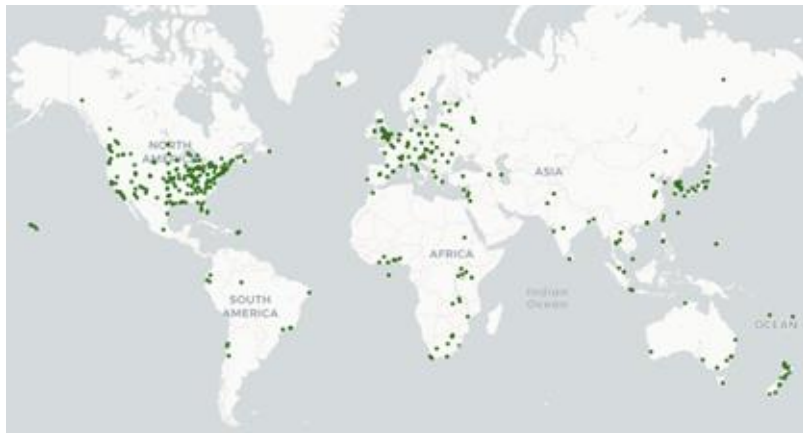 NORTH
AMERICA
ASIA
AFRICA
Indian
Ocean
SOUTH
AMERICA
OCEAN